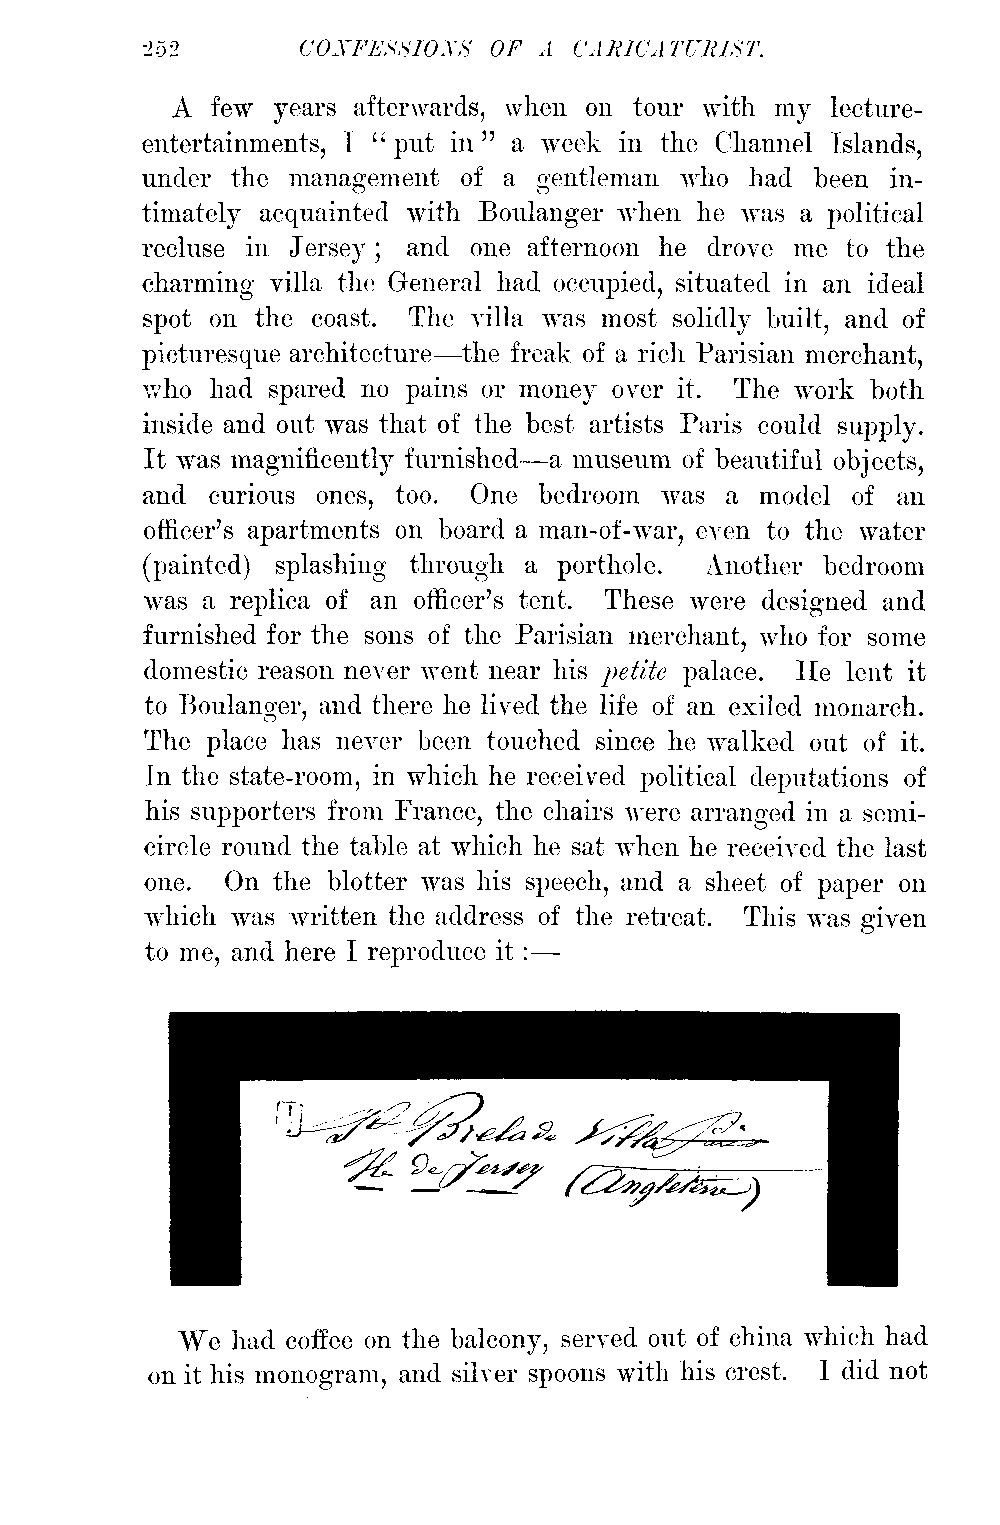 252 CONFESSIONS OF A CARICATURIST.
A few years afterwards, when on tour with my lecture-
entertainments, I “put in” a week in the Channel Islands,
under the management of a gentleman who had been in-
timately acquainted with Boulanger when he was a political
recluse in Jersey; and one afternoon he drove me to the
charming villa the General had occupied, situated in an ideal
spot on the coast. The villa was most solidly built, and of
picturesque architecture—the freak of a rich Parisian merchant,
who had spared no pains or money over it. The work both
inside and out was that of the best artists Paris could supply.
It was magnificently furnished—a museum of beautiful objects,
and curious ones, too. One bedroom was a model of an
officer's apartments on board a man-of-war, even to the water
(painted) splashing through a porthole. Another bedroom
was a replica of an officer's tent. These were designed and
furnished for the sons of the Parisian merchant, who for some
domestic reason never went near his petite palace. He lent it
to Boulanger, and there he lived the life of an exiled monarch.
The place has never been touched since he walked out of it.
In the state-room, in which he received political deputations of
his supporters from France, the chairs were arranged in a semi-
circle round the table at which he sat when he received the last
one. On the blotter was his speech, and a sheet of paper on
which was written the address of the retreat. This was given
to me, and here I reproduce it:—
St. Brelade Villa
Ile de Jersey (Angleterre)
We had coffee on the balcony, served out of china which had
on it his monogram, and silver spoons with his crest. I did not